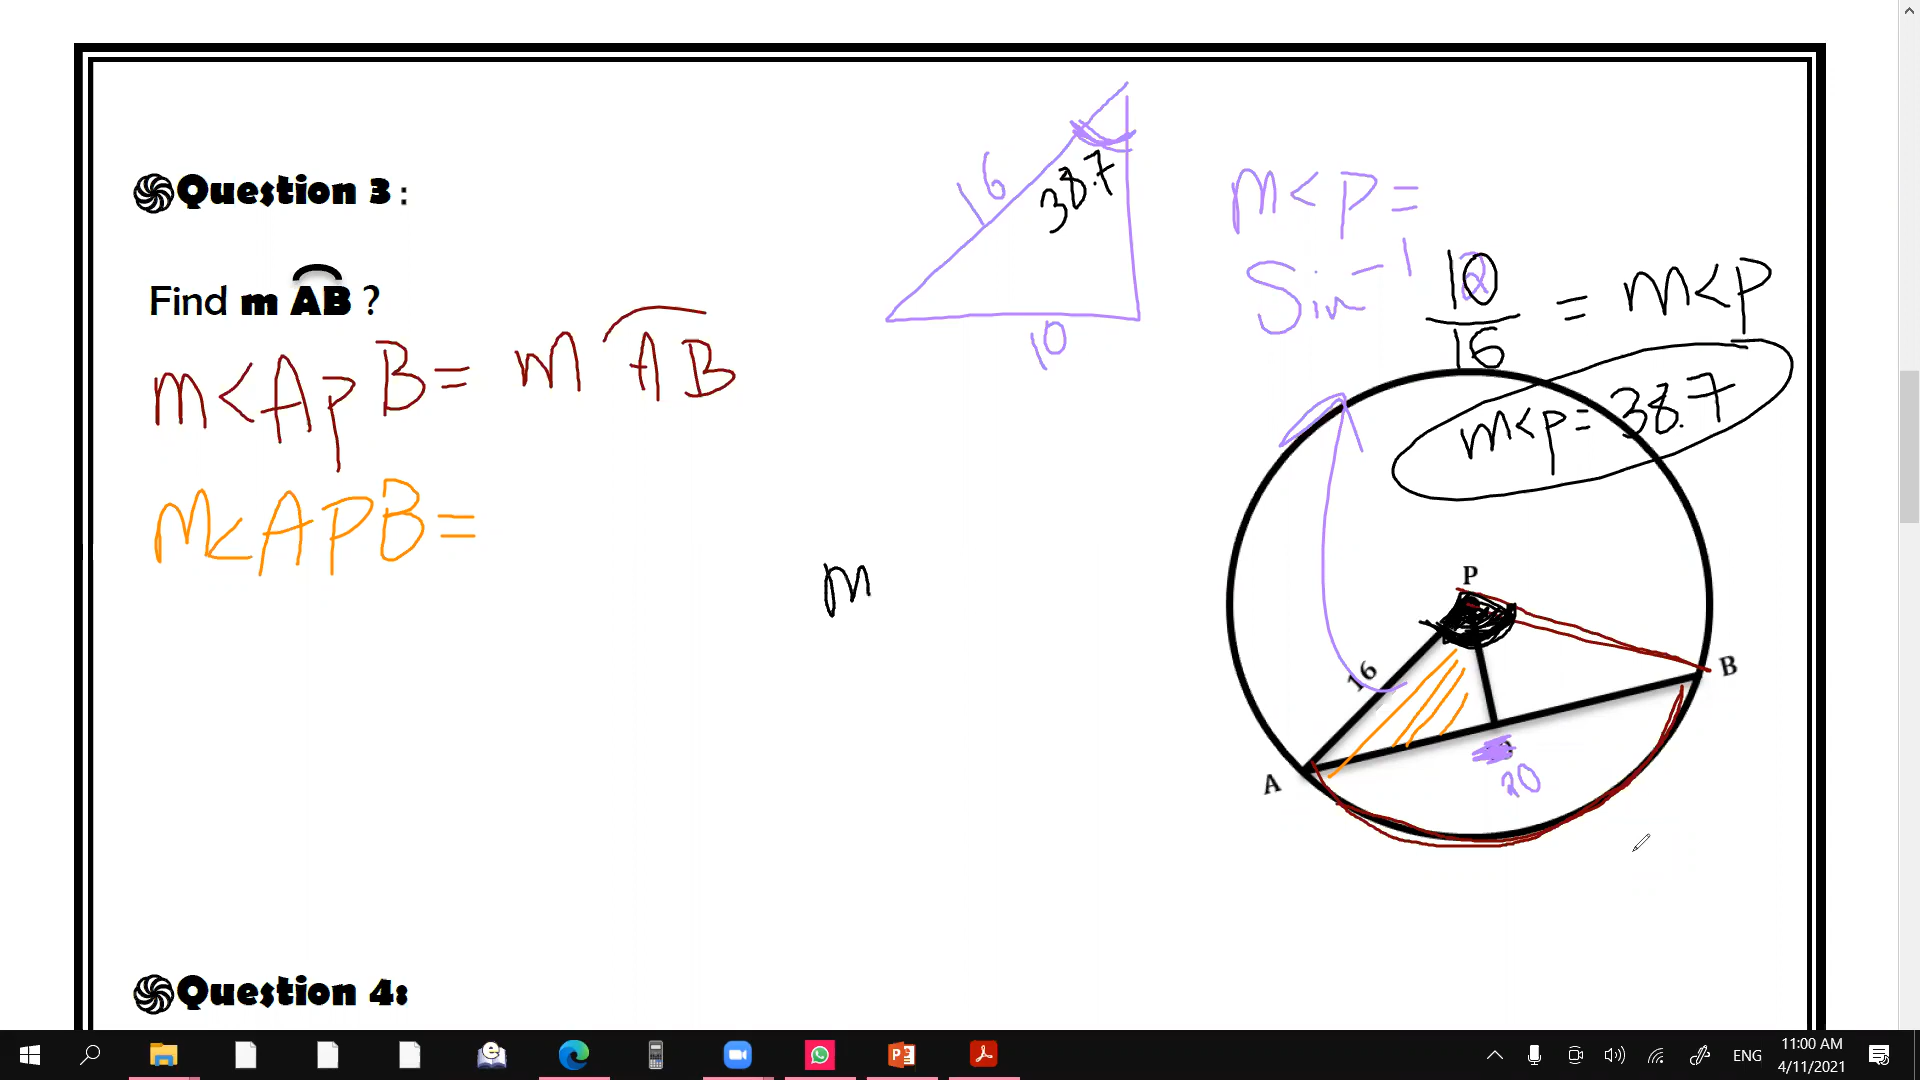 Question 3 :
Find m AB ?
m<APB = m AB
m<APB =
16
38.7
10
m<p =
Sin-1 10/16 = m<p
m<p = 38.7
m
P
16
B
A
20
Question 4:
ENG
11:00 AM
4/11/2021